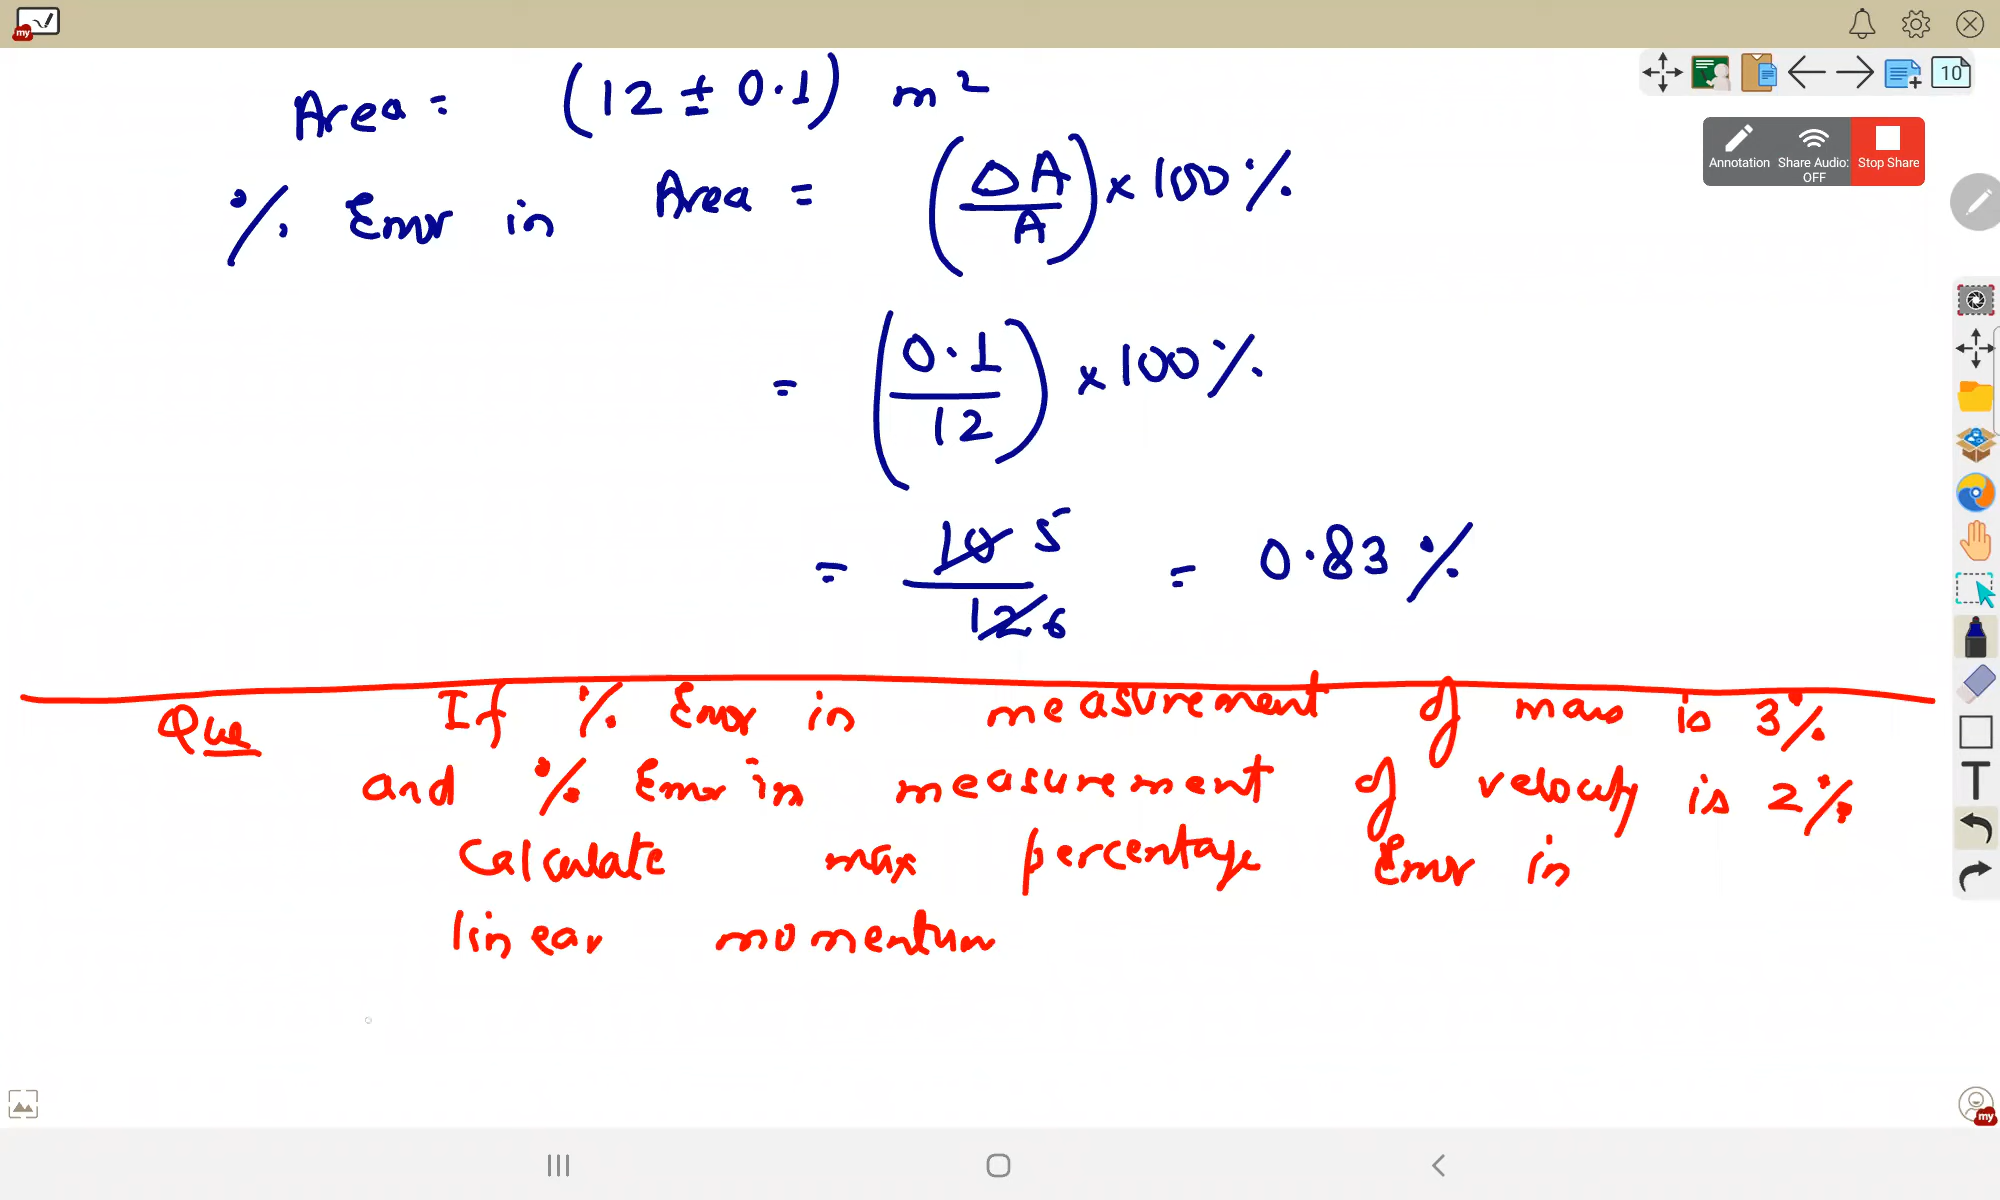 Area = (12 ± 0.1) m²
10
Annotation Share Audio: OFF Stop Share
% Error in Area = (ΔA/A) × 100 %
= (0.1/12) × 100 %
= 10 5 / 12 6 = 0.83 %
Que If % Error in measurement of mass is 3%
and % Error in measurement of velocity is 2%
Calculate max percentage Error in
linear momentum
T
my
my